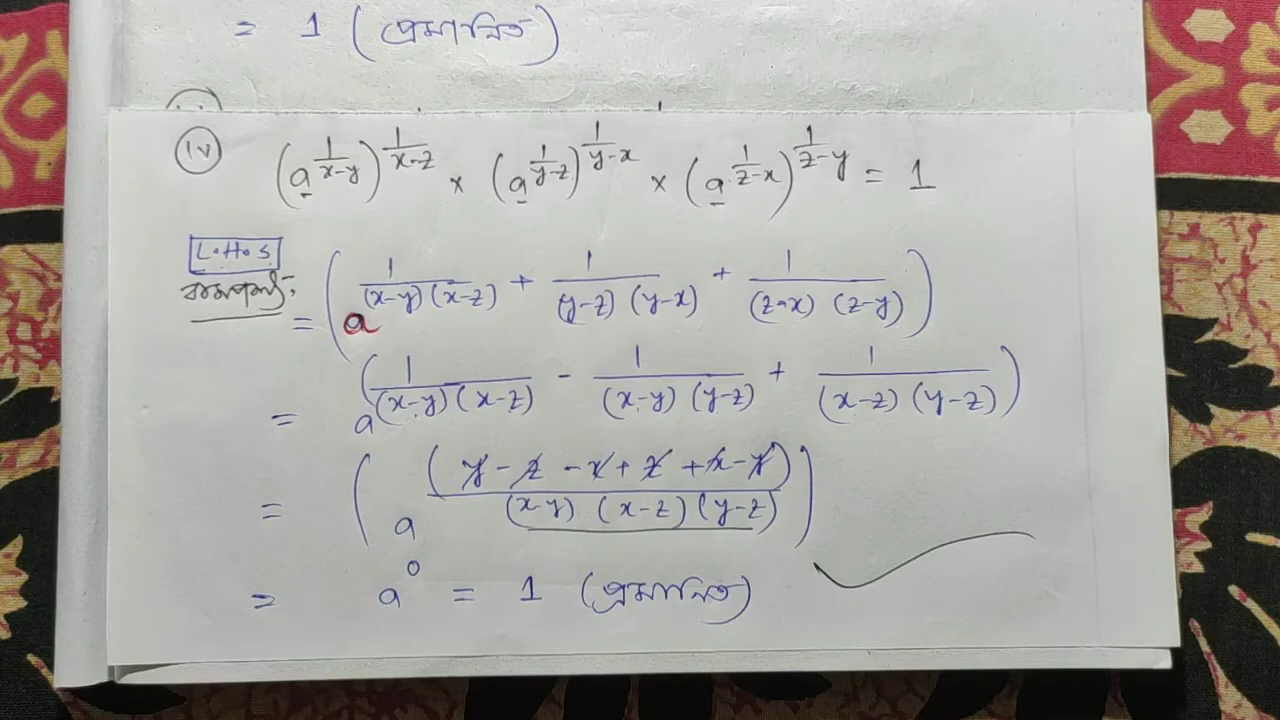 = 1 (প্রমাণিত)
(iv) (a^{1/(x-y)})^{1/(x-z)} × (a^{1/(y-z)})^{1/(y-x)} × (a^{1/(z-x)})^{1/(z-y)} = 1
L.H.S
বামপক্ষ:
= (a^{1/((x-y)(x-z)) + 1/((y-z)(y-x)) + 1/((z-x)(z-y))})
= a^{(1/((x-y)(x-z)) - 1/((x-y)(y-z)) + 1/((x-z)(y-z)))}
= (a^{(y-z-x+z+x-y)/((x-y)(x-z)(y-z))})
= a^0 = 1 (প্রমাণিত)